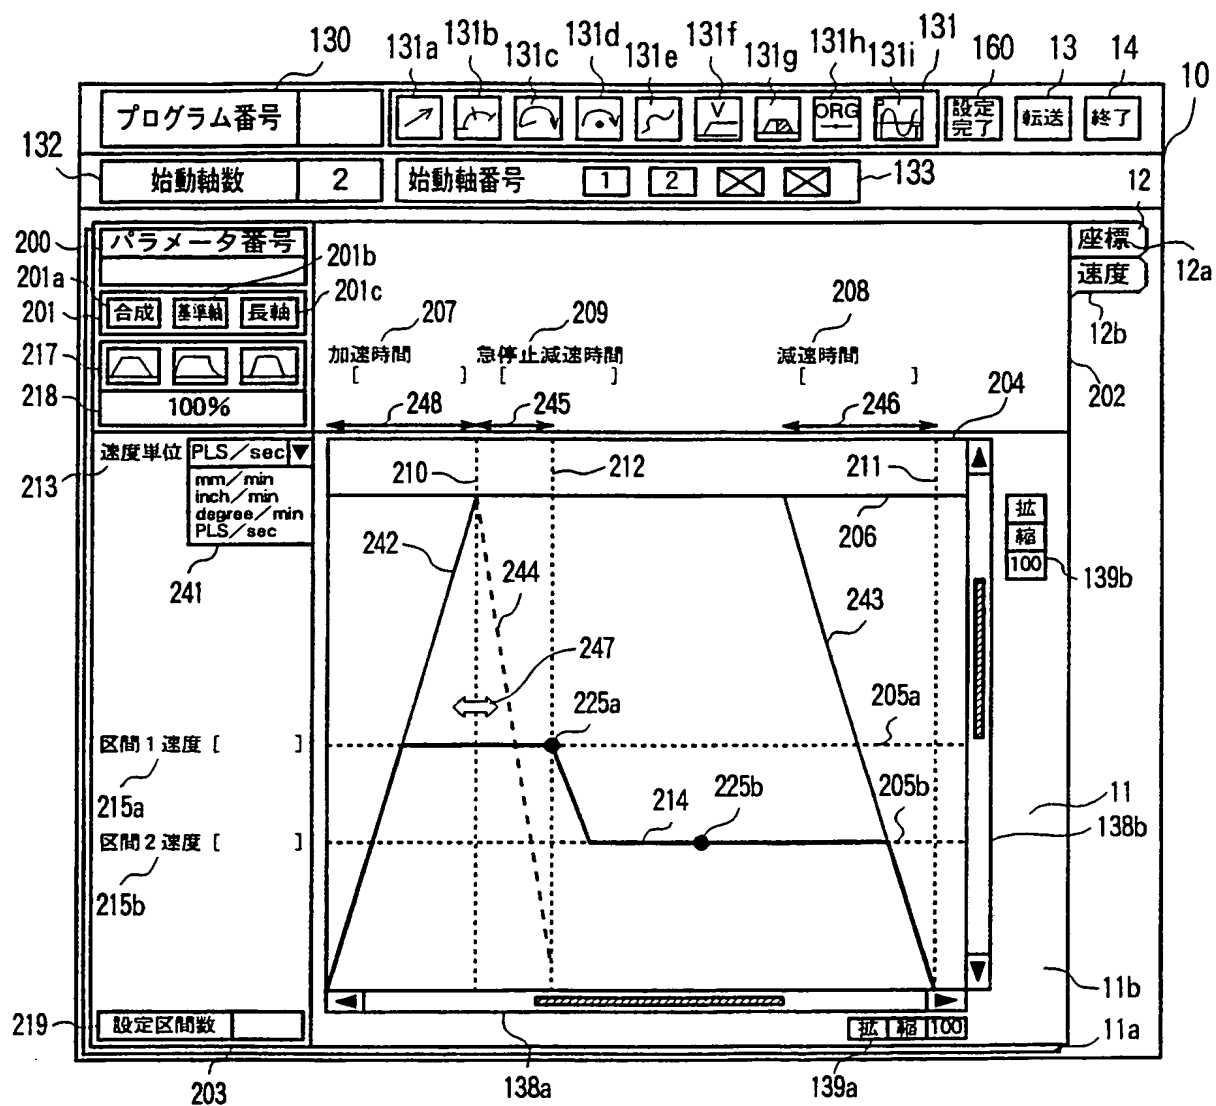 130 131a 131b 131c 131d 131e 131f 131g 131h 131i 131 160 13 14
10
プログラム番号 V ORG 設定完了 転送 終了
132
始動軸数 2 始動軸番号 1 2 133
12
200 パラメータ番号 座標
201b 12a
201a 201c 速度
201 合成 基準軸 長軸 207 209 208 12b
217 加速時間 急停止減速時間 減速時間
[ ] [ ] [ ] 204 202
218 100% 248 245 246
速度単位 PLS/sec ▼
213 210 212 211
mm/min
inch/min
degree/min
PLS/sec
206 拡
242 縮
100
241 244 139b
243
247
225a 205a
区間1速度 [ ]
215a 214 225b 205b 11
138b
区間2速度 [ ]
215b
11b
219 設定区間数 拡 縮 100 11a
203 138a 139a